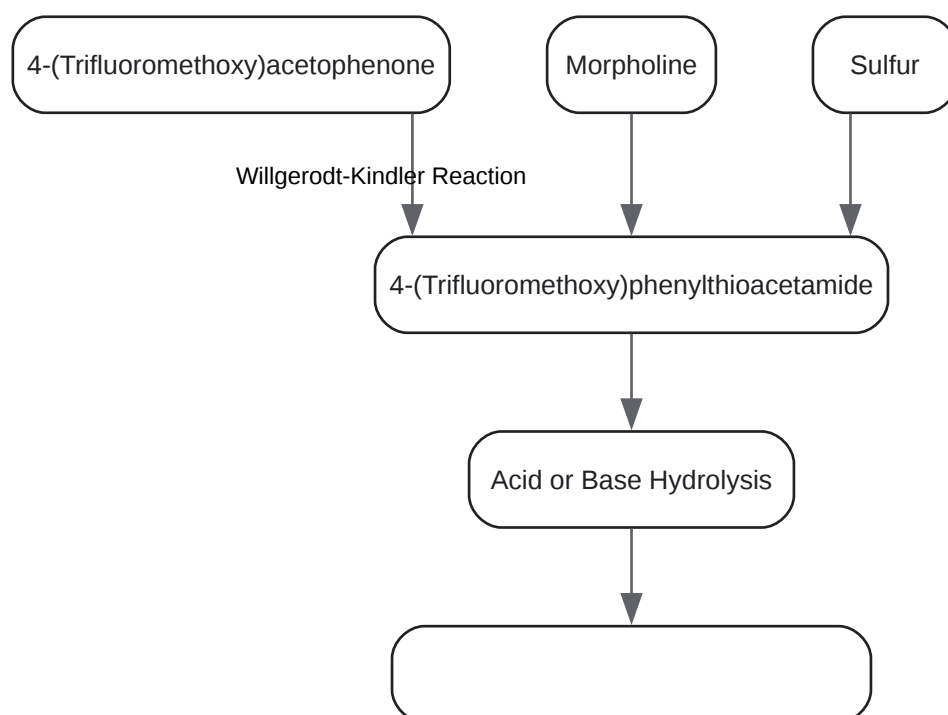 4-(Trifluoromethoxy)acetophenone
Morpholine
Sulfur
Willgerodt-Kindler Reaction
4-(Trifluoromethoxy)phenylthioacetamide
Acid or Base Hydrolysis